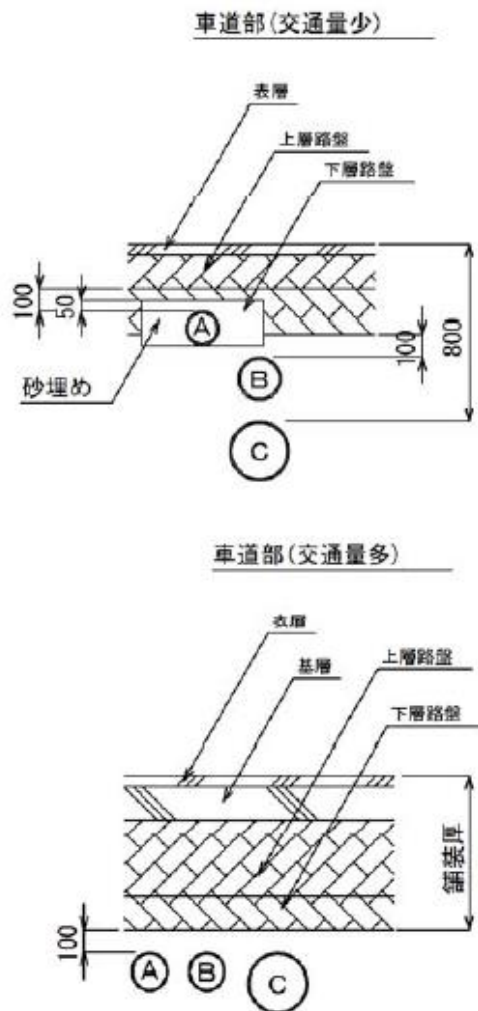 車道部(交通量少)
表層
上層路盤
下層路盤
100
50
A
砂埋め
B
100
800
C
車道部(交通量多)
表層
基層
上層路盤
下層路盤
舗装厚
100
A
B
C